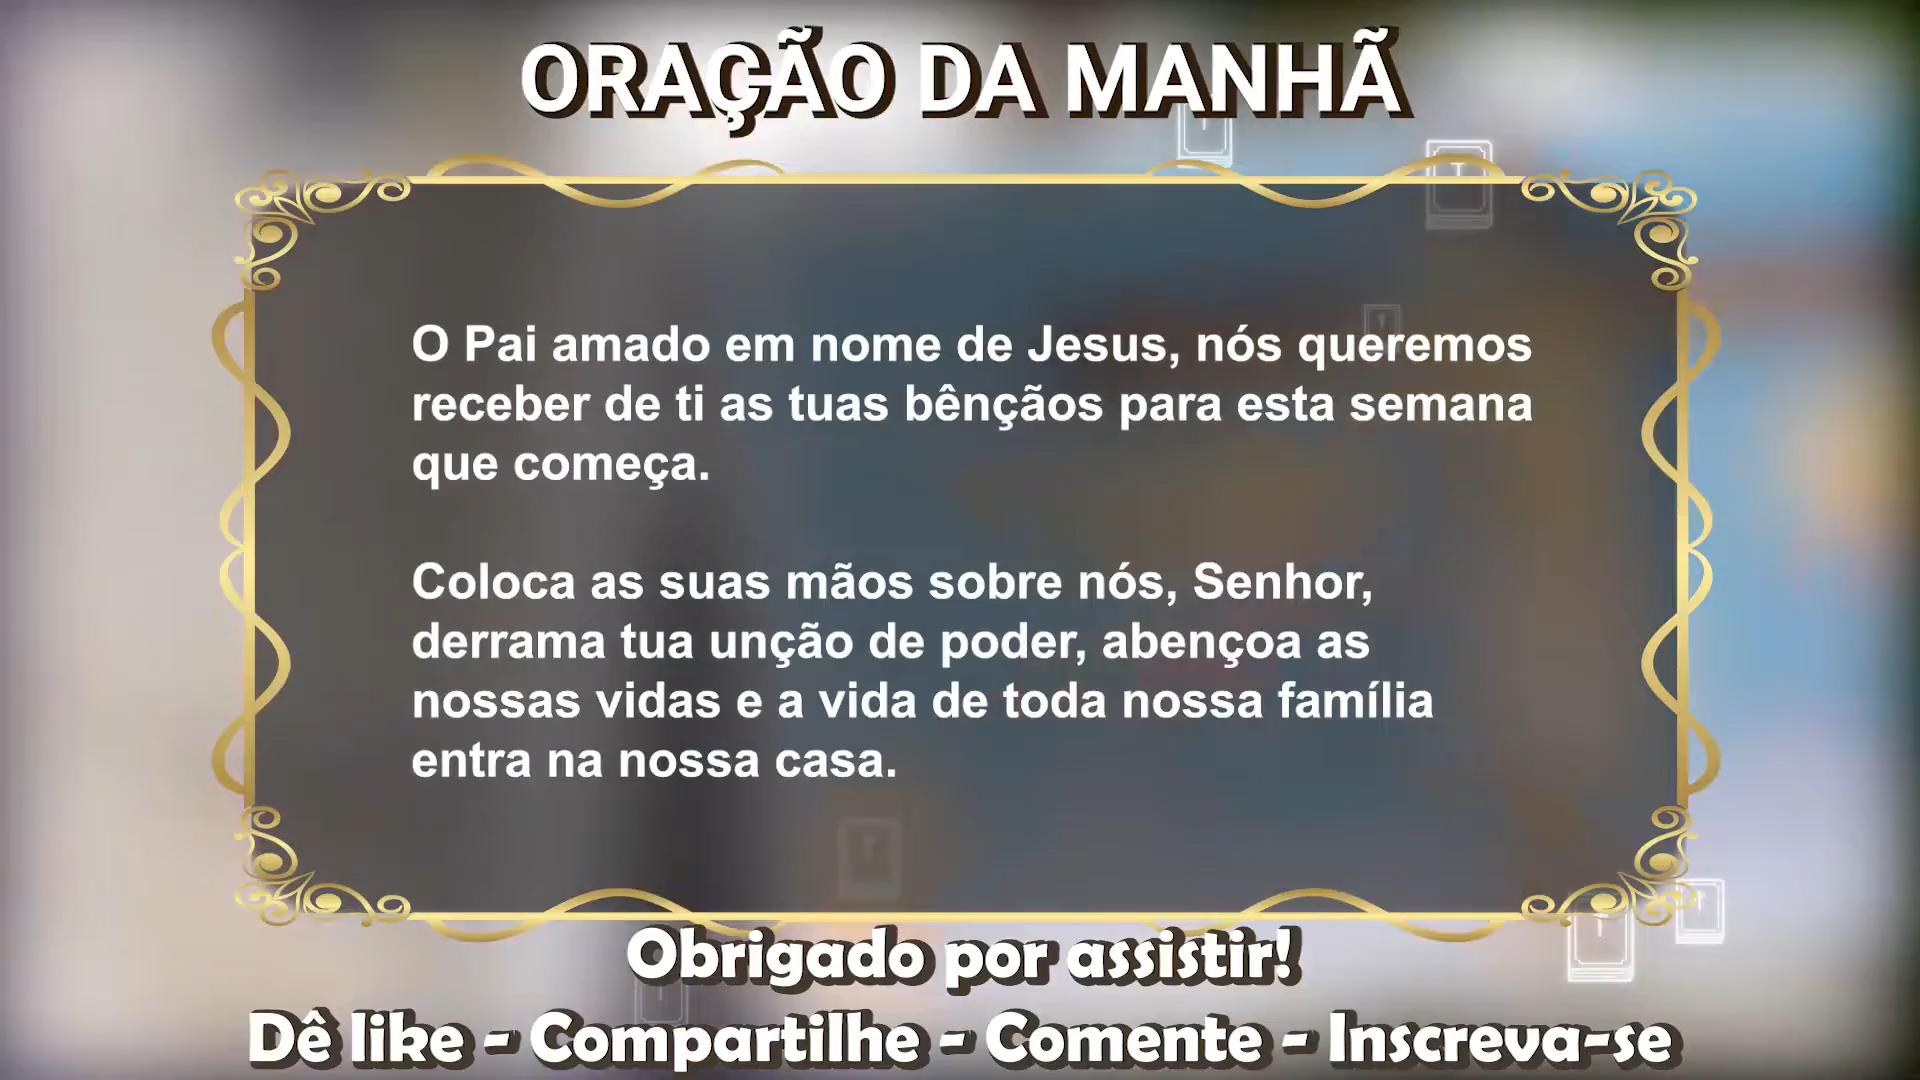 ORAÇÃO DA MANHÃ
O Pai amado em nome de Jesus, nós queremos
receber de ti as tuas bênçãos para esta semana
que começa.
Coloca as suas mãos sobre nós, Senhor,
derrama tua unção de poder, abençoa as
nossas vidas e a vida de toda nossa família
entra na nossa casa.
Obrigado por assistir!
Dê like - Compartilhe - Comente - Inscreva-se